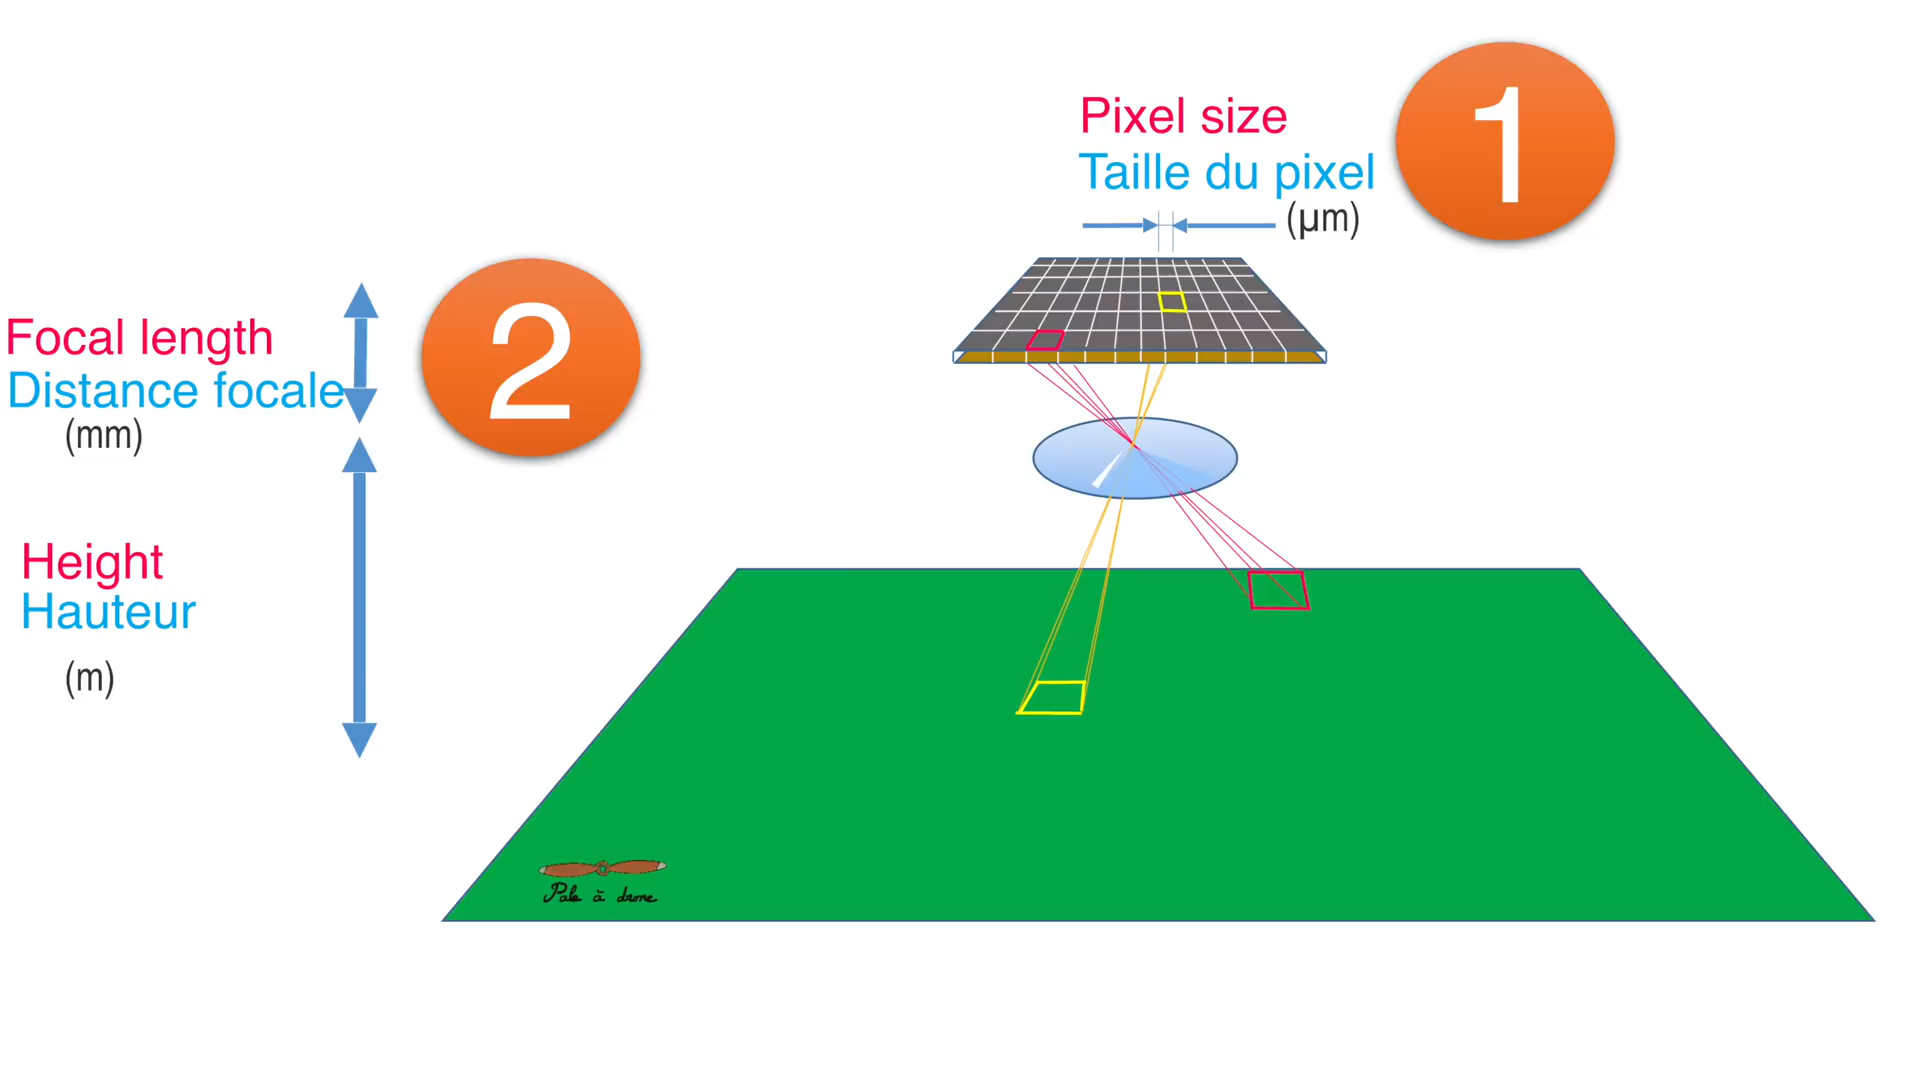 Pixel size
Taille du pixel
(µm)
1
2
Focal length
Distance focale
(mm)
Height
Hauteur
(m)
Pale à drone